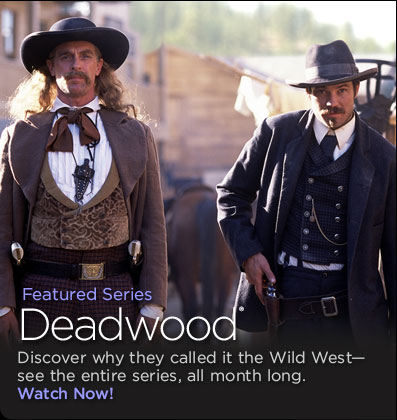 Featured Series
Deadwood®
Discover why they called it the Wild West—
see the entire series, all month long.
Watch Now!